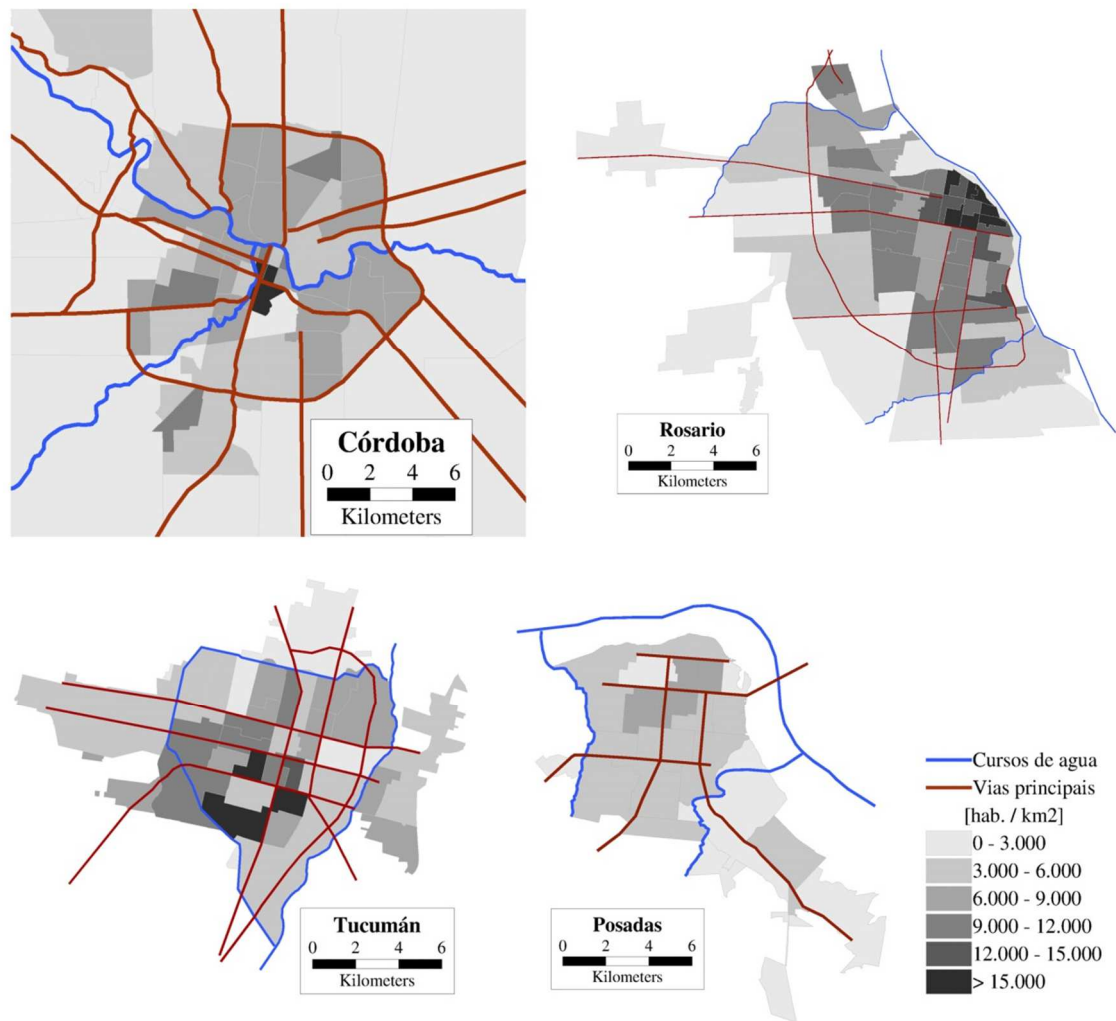 Córdoba
0 2 4 6
Kilometers
Rosario
0 2 4 6
Kilometers
Tucumán
0 2 4 6
Kilometers
Posadas
0 2 4 6
Kilometers
Cursos de agua
Vias principais
[hab. / km2]
0 - 3.000
3.000 - 6.000
6.000 - 9.000
9.000 - 12.000
12.000 - 15.000
> 15.000